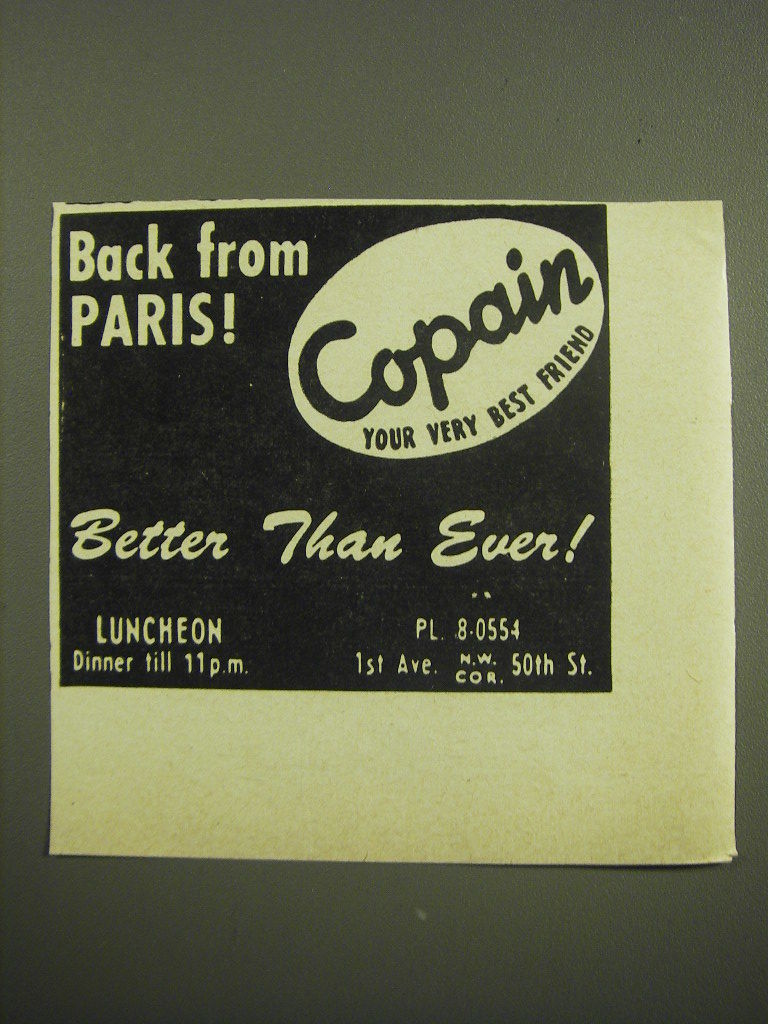 Back from
PARIS!
Copain
YOUR VERY BEST FRIEND
Better Than Ever!
LUNCHEON
Dinner till 11 p.m.
PL. 8-0554
1st Ave. N.W. COR. 50th St.